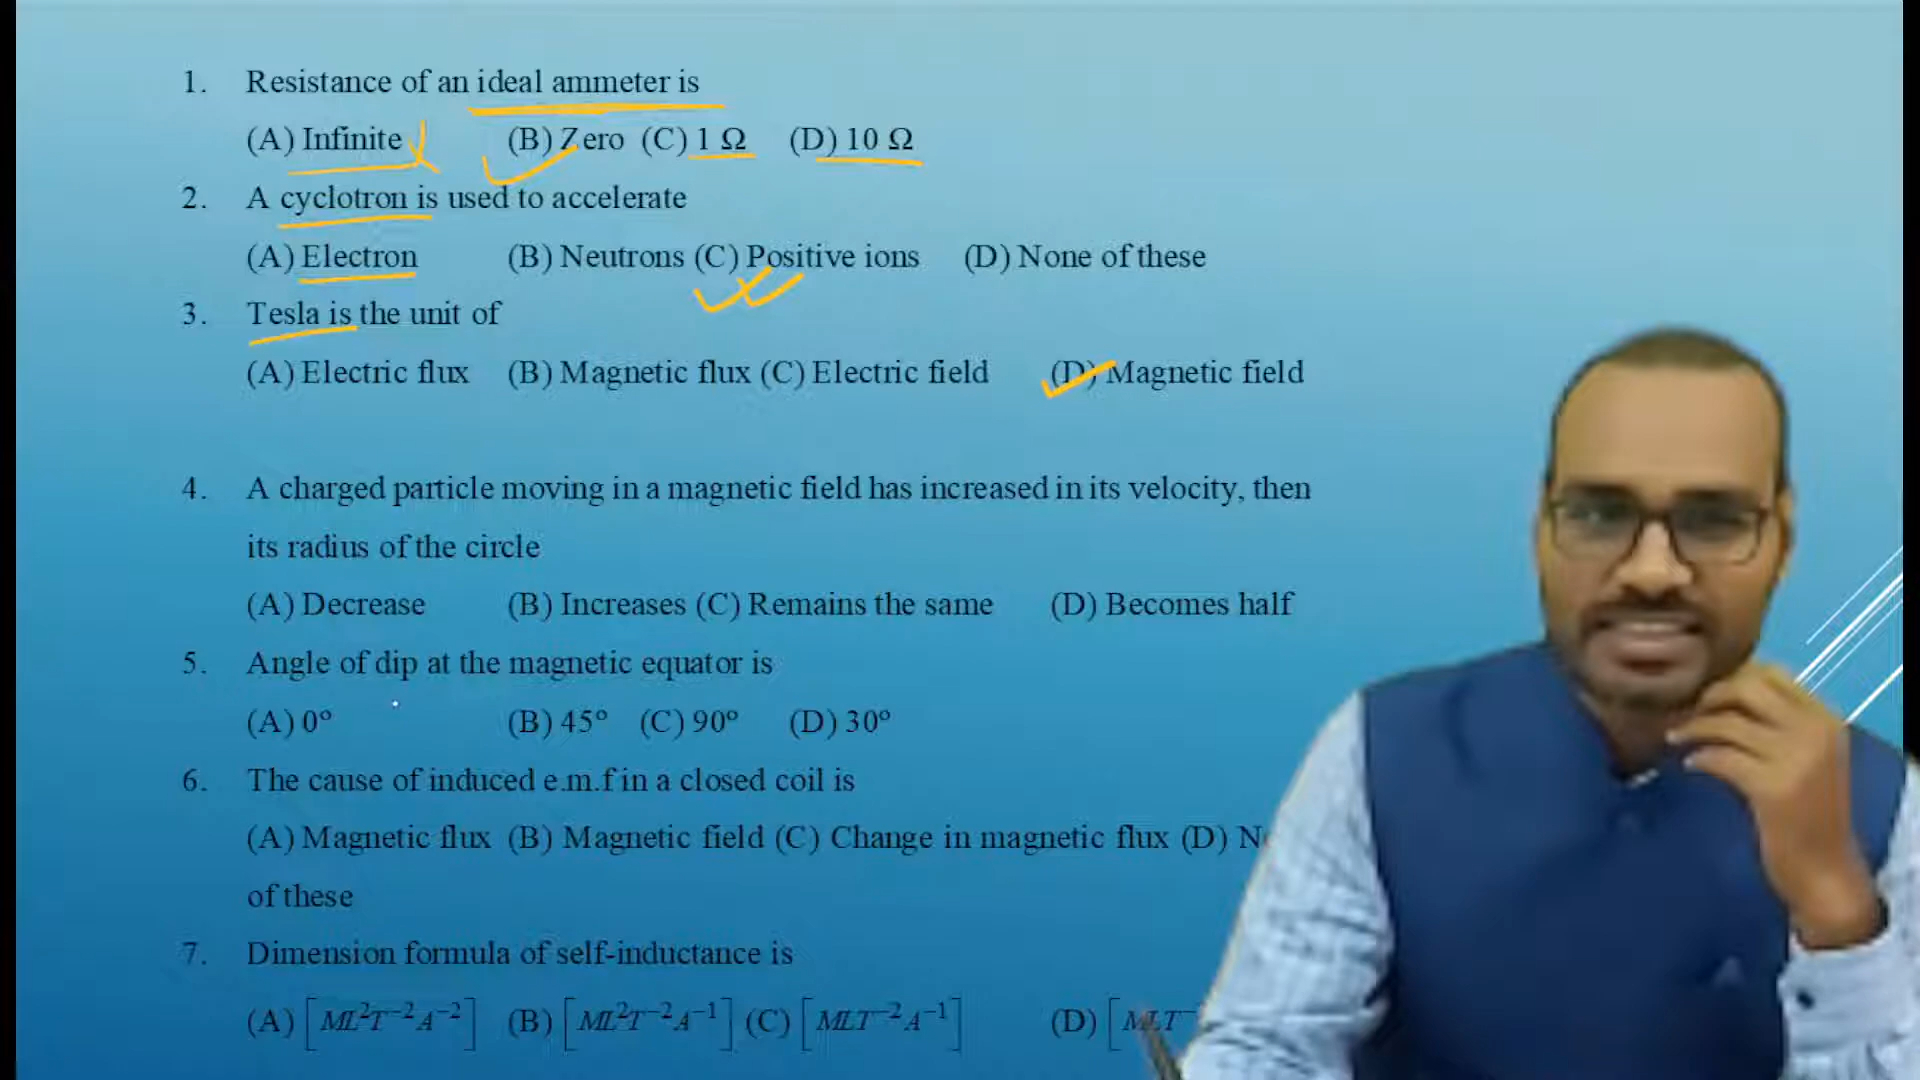 1. Resistance of an ideal ammeter is
(A) Infinite (B) Zero (C) 1 Ω (D) 10 Ω
2. A cyclotron is used to accelerate
(A) Electron (B) Neutrons (C) Positive ions (D) None of these
3. Tesla is the unit of
(A) Electric flux (B) Magnetic flux (C) Electric field (D) Magnetic field
4. A charged particle moving in a magnetic field has increased in its velocity, then
its radius of the circle
(A) Decrease (B) Increases (C) Remains the same (D) Becomes half
5. Angle of dip at the magnetic equator is
(A) 0° (B) 45° (C) 90° (D) 30°
6. The cause of induced e.m.f in a closed coil is
(A) Magnetic flux (B) Magnetic field (C) Change in magnetic flux (D)
of these
7. Dimension formula of self-inductance is
(A) [ML²T⁻²A⁻²] (B) [ML²T⁻²A⁻¹] (C) [MLT⁻²A⁻¹] (D) [MLT⁻